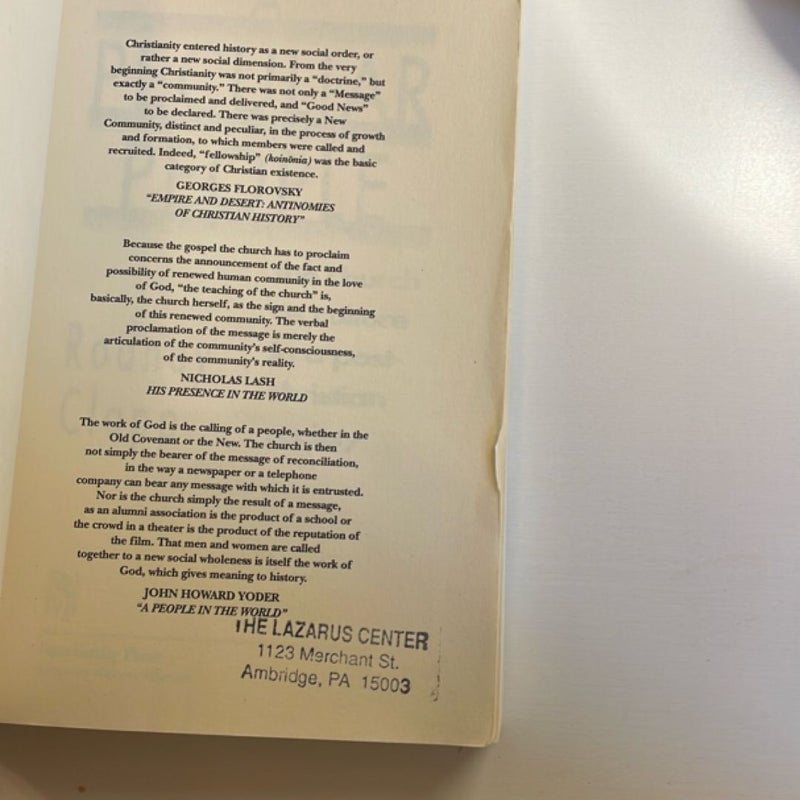 Christianity entered history as a new social order, or
rather a new social dimension. From the very
beginning Christianity was not primarily a “doctrine,” but
exactly a “community.” There was not only a “Message”
to be proclaimed and delivered, and “Good News”
to be declared. There was precisely a New
Community, distinct and peculiar, in the process of growth
and formation, to which members were called and
recruited. Indeed, “fellowship” (koinōnia) was the basic
category of Christian existence.
GEORGES FLOROVSKY
“EMPIRE AND DESERT: ANTINOMIES
OF CHRISTIAN HISTORY”
Because the gospel the church has to proclaim
concerns the announcement of the fact and
possibility of renewed human community in the love
of God, “the teaching of the church” is,
basically, the church herself, as the sign and the beginning
of this renewed community. The verbal
proclamation of the message is merely the
articulation of the community’s self-consciousness,
of the community’s reality.
NICHOLAS LASH
HIS PRESENCE IN THE WORLD
The work of God is the calling of a people, whether in the
Old Covenant or the New. The church is then
not simply the bearer of the message of reconciliation,
in the way a newspaper or a telephone
company can bear any message with which it is entrusted.
Nor is the church simply the result of a message,
as an alumni association is the product of a school or
the crowd in a theater is the product of the reputation of
the film. That men and women are called
together to a new social wholeness is itself the work of
God, which gives meaning to history.
JOHN HOWARD YODER
“A PEOPLE IN THE WORLD”
THE LAZARUS CENTER
1123 Merchant St.
Ambridge, PA 15003